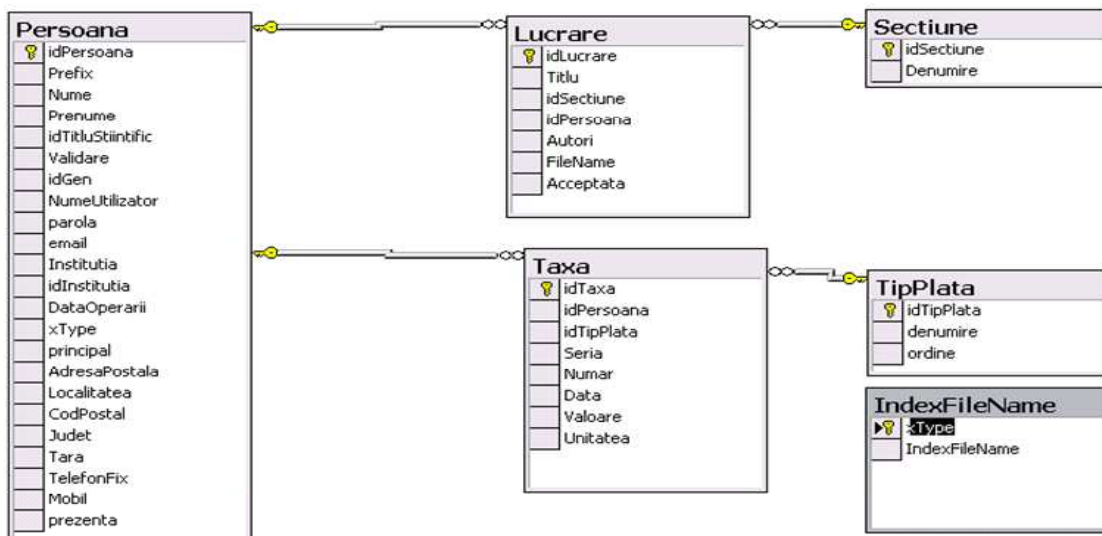 Persoana
idPersoana
Prefix
Nume
Prenume
idTitluStiintific
Validare
idGen
NumeUtilizator
parola
email
Institutia
idInstitutia
DataOperarii
xType
principal
AdresaPostala
Localitatea
CodPostal
Judet
Tara
TelefonFix
Mobil
prezenta
Lucrare
idLucrare
Titlu
idSectiune
idPersoana
Autori
FileName
Acceptata
Sectiune
idSectiune
Denumire
Taxa
idTaxa
idPersoana
idTipPlata
Seria
Numar
Data
Valoare
Unitatea
TipPlata
idTipPlata
denumire
ordine
IndexFileName
xType
IndexFileName